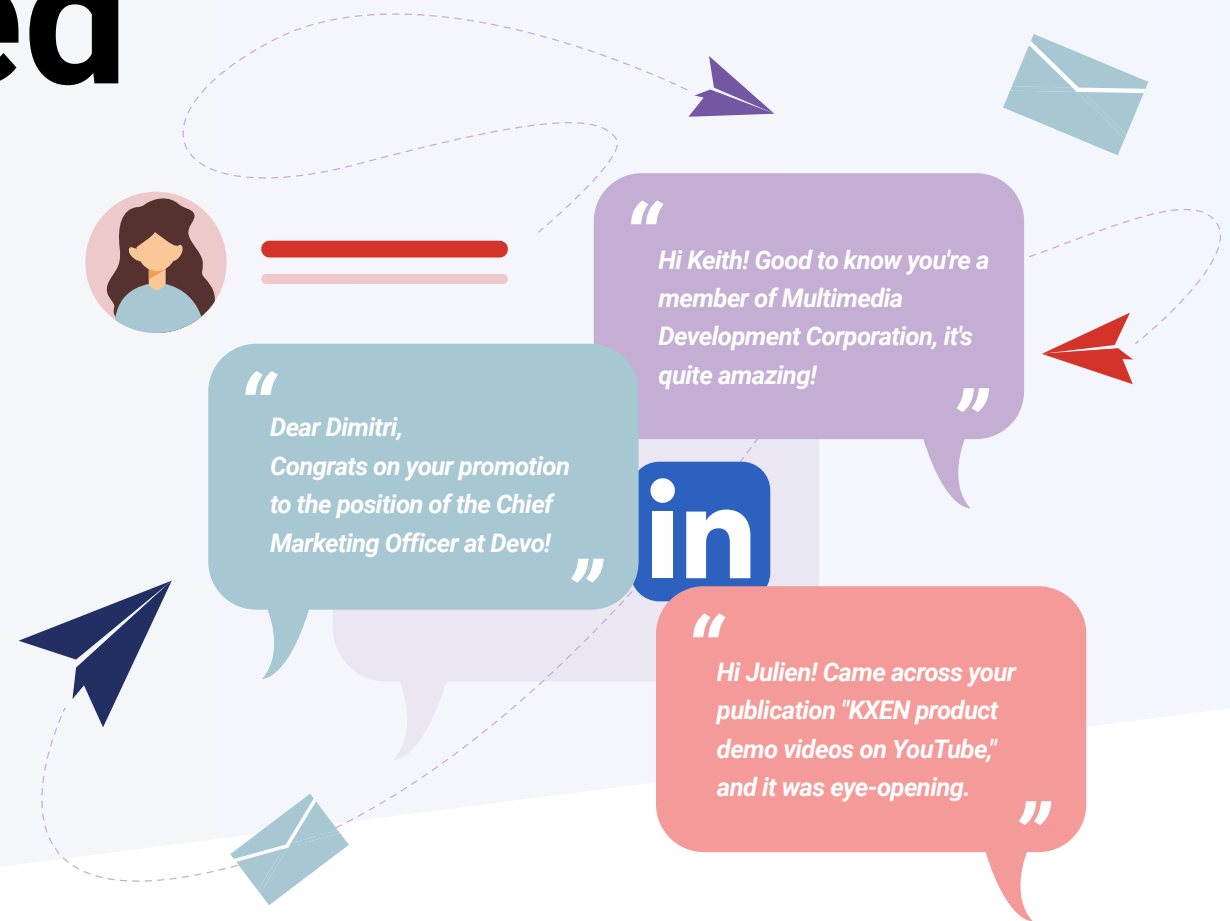 ed
“
Hi Keith! Good to know you're a
member of Multimedia
Development Corporation, it's
quite amazing!
”
“
Dear Dimitri,
Congrats on your promotion
to the position of the Chief
Marketing Officer at Devo!
”
in
“
Hi Julien! Came across your
publication "KXEN product
demo videos on YouTube,"
and it was eye-opening.
”